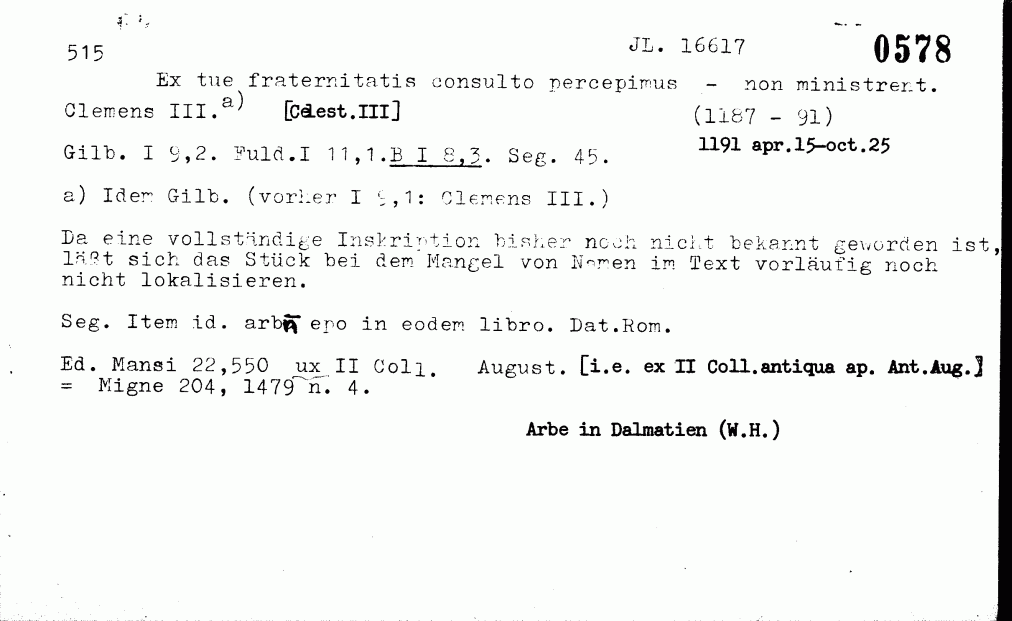 515 JL. 16617 0578
Ex tue fraternitatis consulto percepimus - non ministrent.
Clemens III.a) [Celest.III] (1187 - 91)
1191 apr.15-oct.25
Gilb. I 9,2. Fuld.I 11,1.B I 8,3. Seg. 45.
a) Idem Gilb. (vorher I 9,1: Clemens III.)
Da eine vollständige Inskription bisher noch nicht bekannt geworden ist,
läßt sich das Stück bei dem Mangel von Namen im Text vorläufig noch
nicht lokalisieren.
Seg. Item id. arbn̄ epo in eodem libro. Dat.Rom.
Ed. Mansi 22,550 ux II Coll. August. [i.e. ex II Coll.antiqua ap. Ant.Aug.]
= Migne 204, 1479 n. 4.
Arbe in Dalmatien (W.H.)